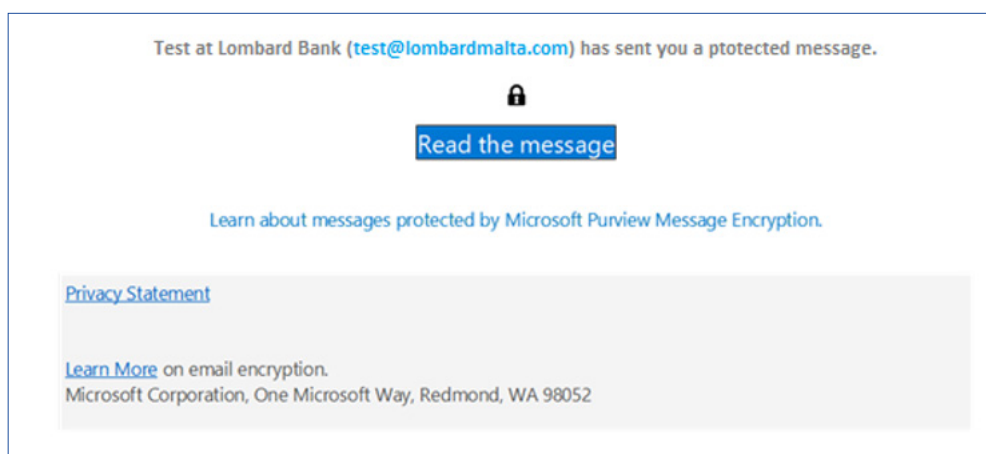 Test at Lombard Bank (test@lombardmalta.com) has sent you a ptotected message.
Read the message
Learn about messages protected by Microsoft Purview Message Encryption.
Privacy Statement
Learn More on email encryption.
Microsoft Corporation, One Microsoft Way, Redmond, WA 98052